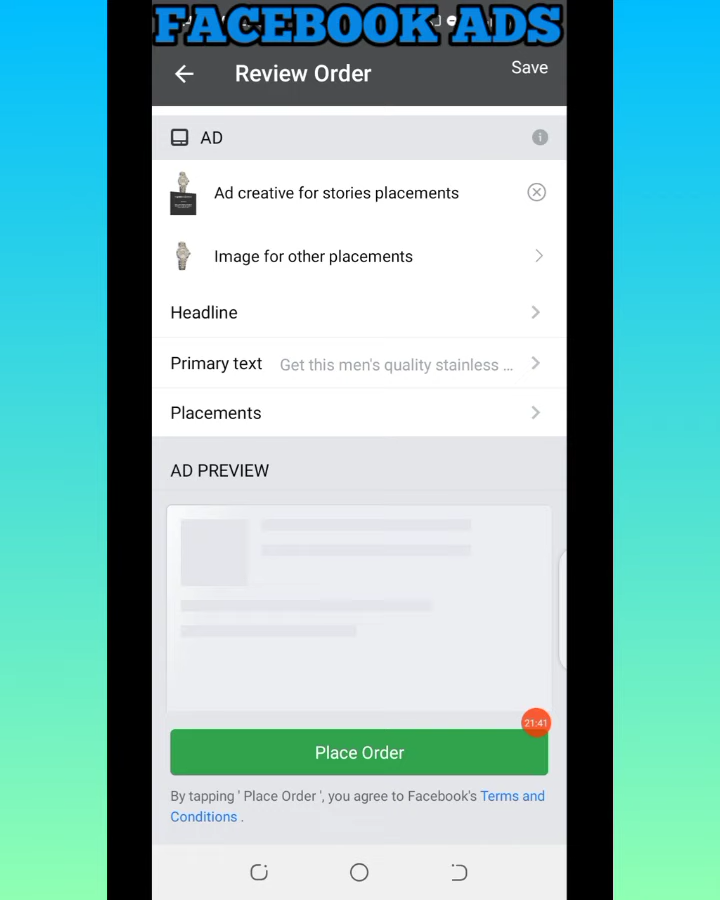 FACEBOOK ADS
Review Order
Save
AD
Ad creative for stories placements
Image for other placements
Headline
Primary text Get this men's quality stainless ...
Placements
AD PREVIEW
21:41
Place Order
By tapping ' Place Order ', you agree to Facebook's Terms and
Conditions .